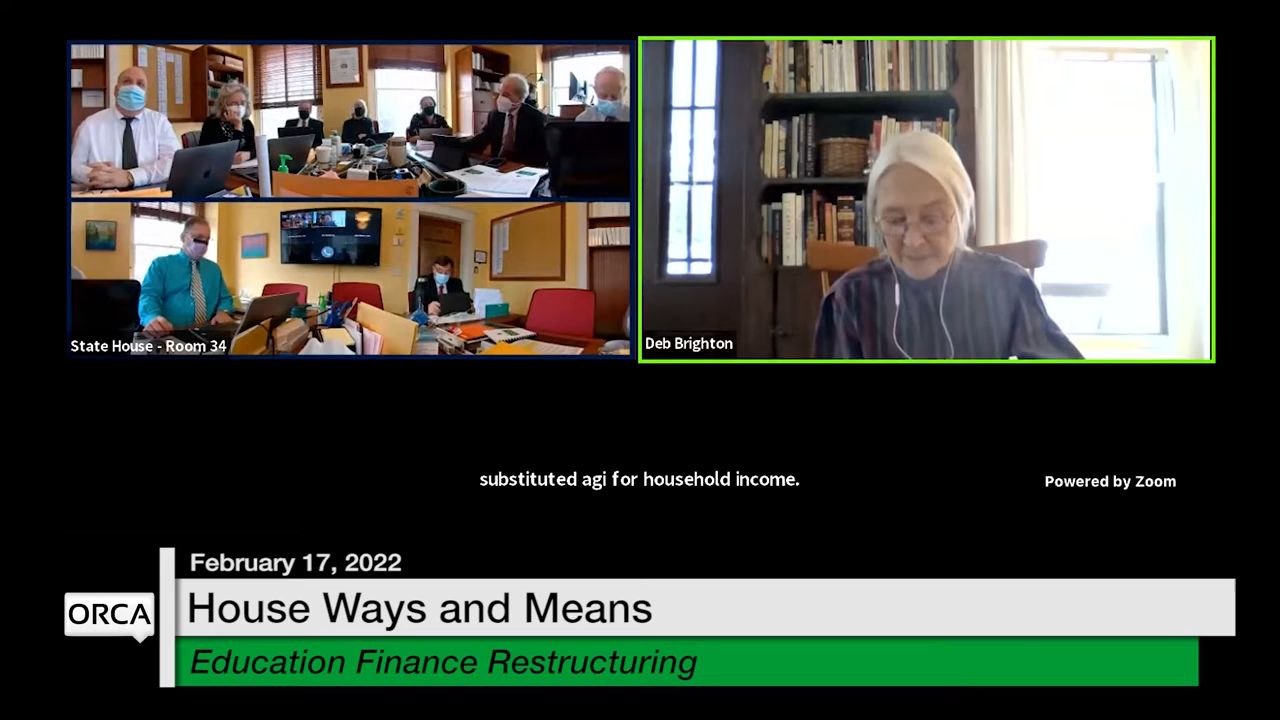 State House - Room 34
Deb Brighton
substituted agi for household income.
Powered by Zoom
February 17, 2022
ORCA
House Ways and Means
Education Finance Restructuring